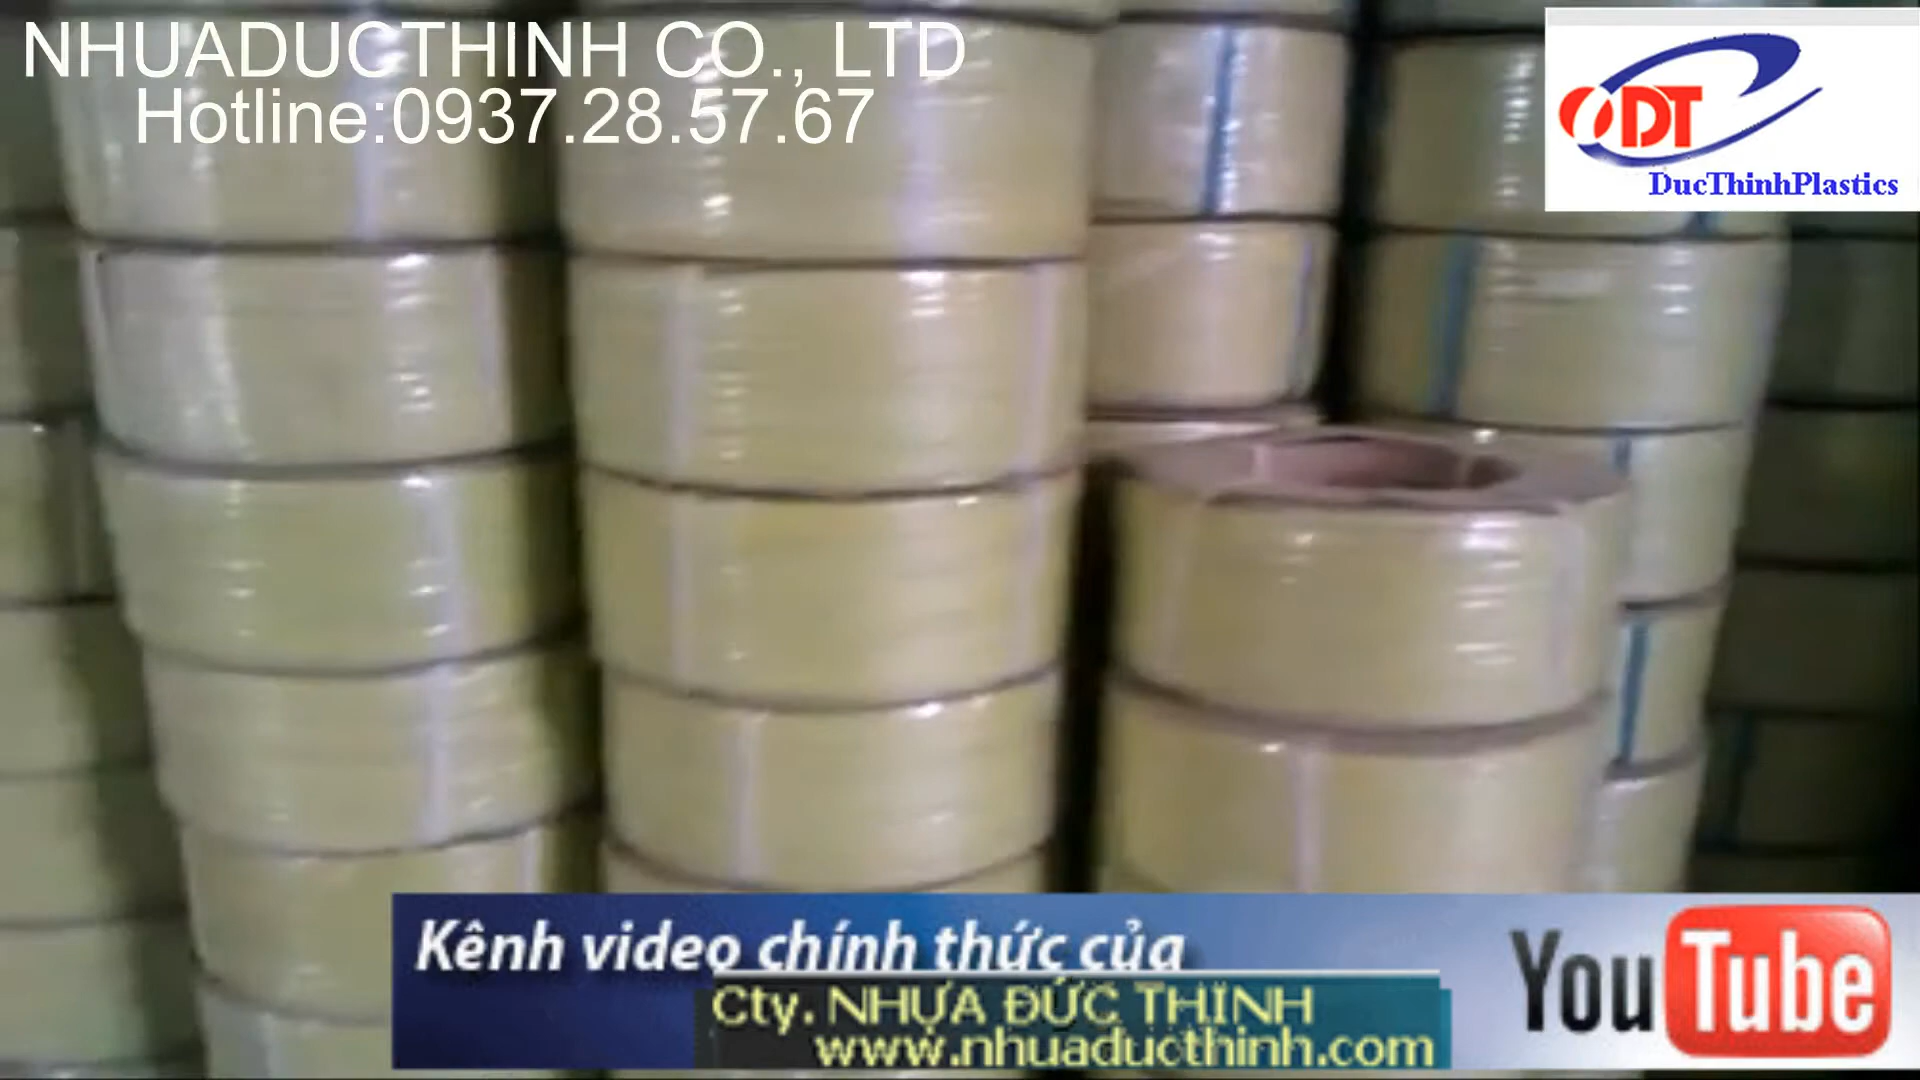 NHUADUCTHINH CO., LTD
Hotline:0937.28.57.67
ODT
DucThinhPlastics
Kênh video chính thức của
YouTube
Cty. NHỰA ĐỨC THỊNH
www.nhuaducthinh.com